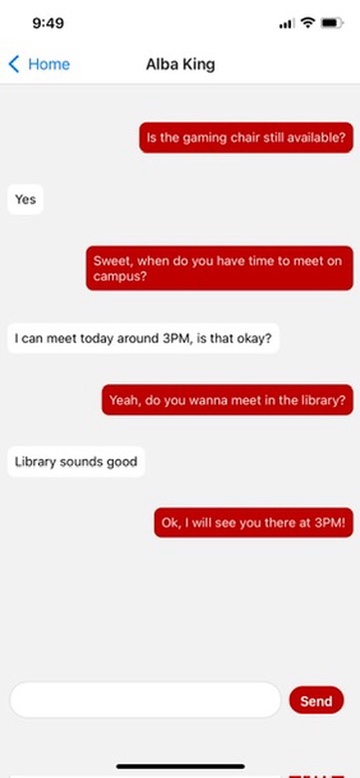 9:49
Home
Alba King
Is the gaming chair still available?
Yes
Sweet, when do you have time to meet on
campus?
I can meet today around 3PM, is that okay?
Yeah, do you wanna meet in the library?
Library sounds good
Ok, I will see you there at 3PM!
Send